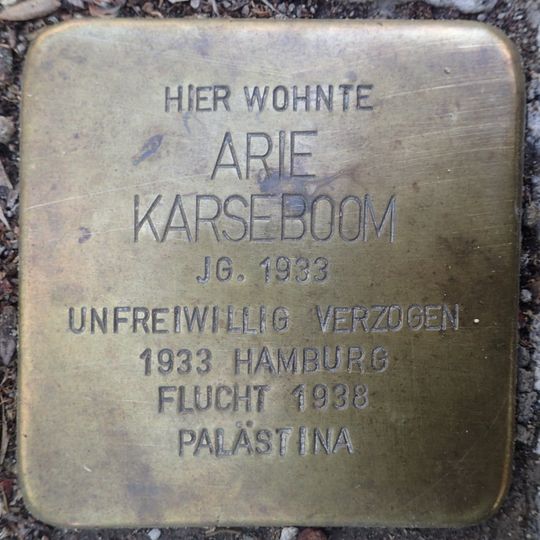 HIER WOHNTE
ARIE
KARSEBOOM
JG. 1933
UNFREIWILLIG VERZOGEN
1933 HAMBURG
FLUCHT 1938
PALÄSTINA